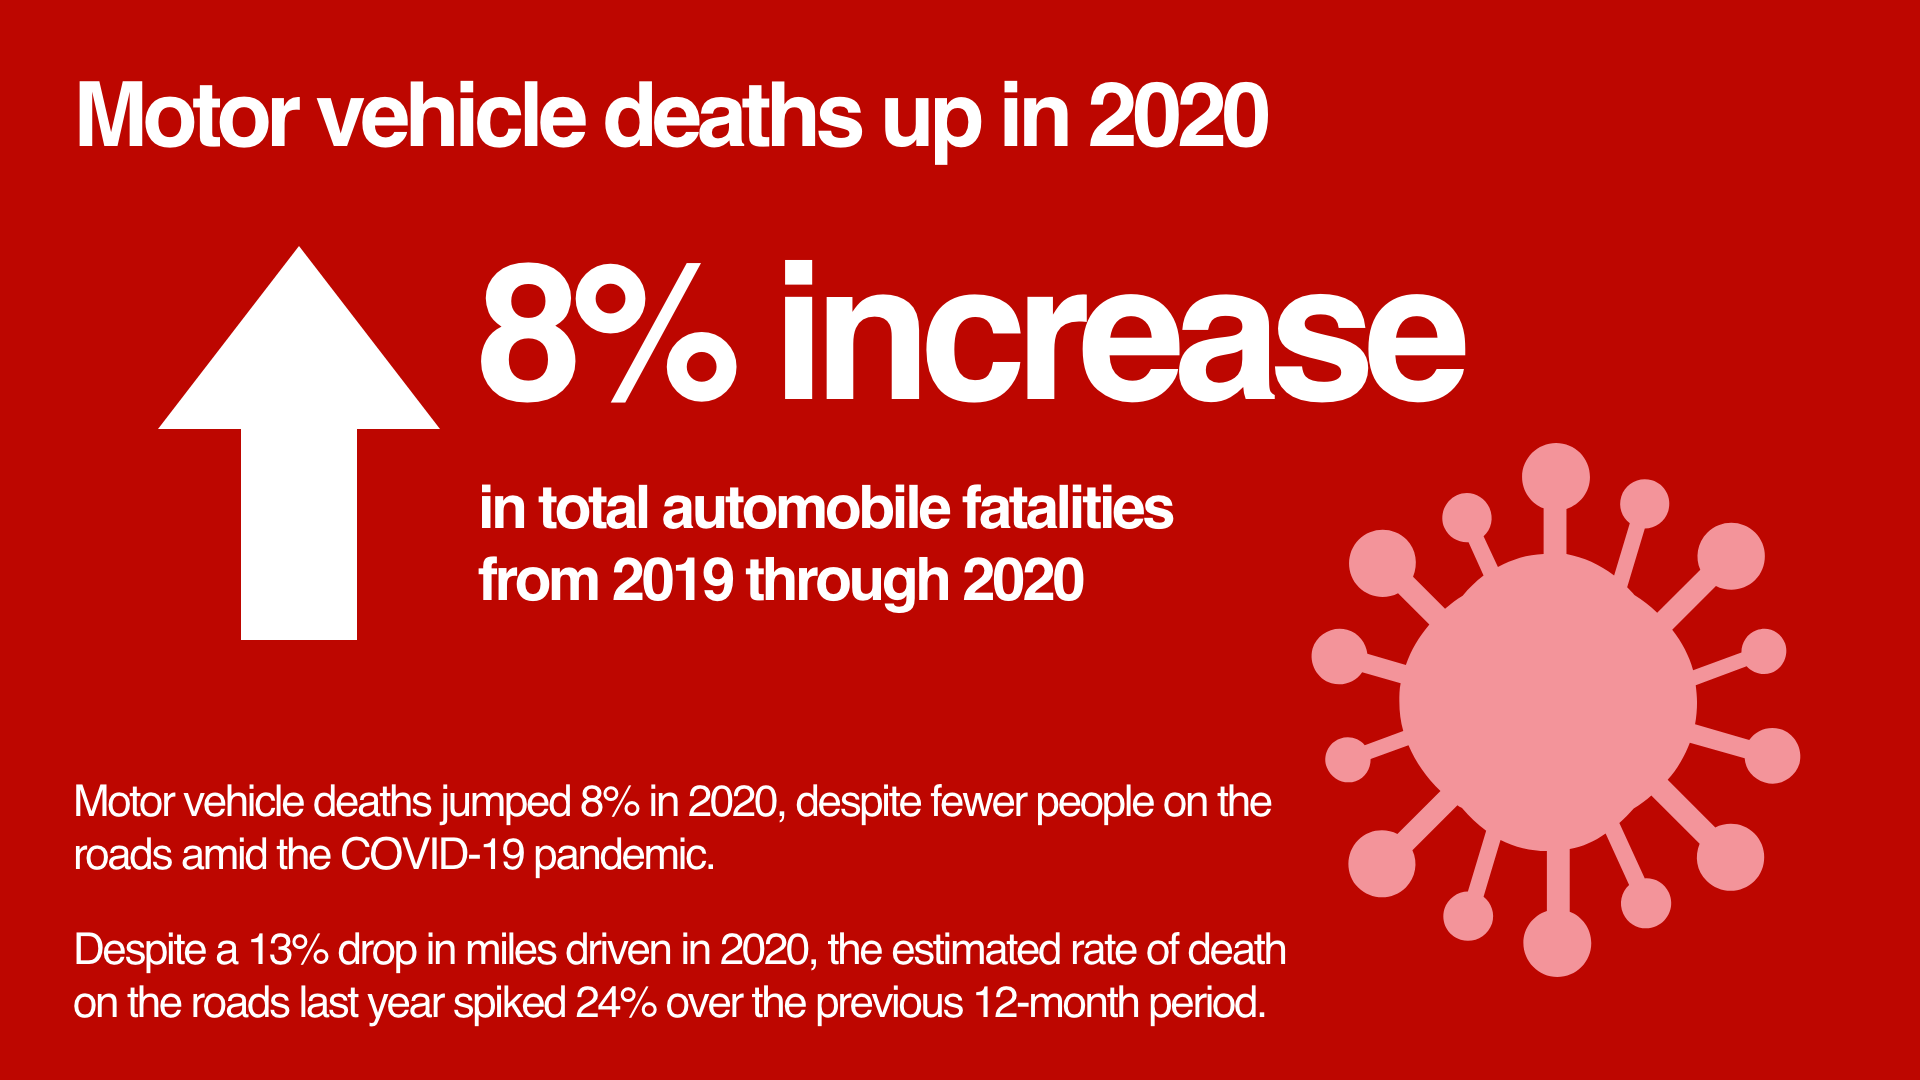 Motor vehicle deaths up in 2020
8% increase
in total automobile fatalities
from 2019 through 2020
Motor vehicle deaths jumped 8% in 2020, despite fewer people on the
roads amid the COVID-19 pandemic.
Despite a 13% drop in miles driven in 2020, the estimated rate of death
on the roads last year spiked 24% over the previous 12-month period.